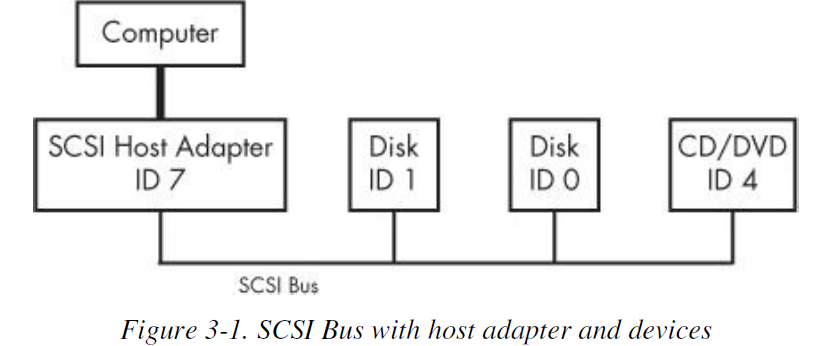 Computer
SCSI Host Adapter
ID 7
Disk
ID 1
Disk
ID 0
CD/DVD
ID 4
SCSI Bus
Figure 3-1. SCSI Bus with host adapter and devices